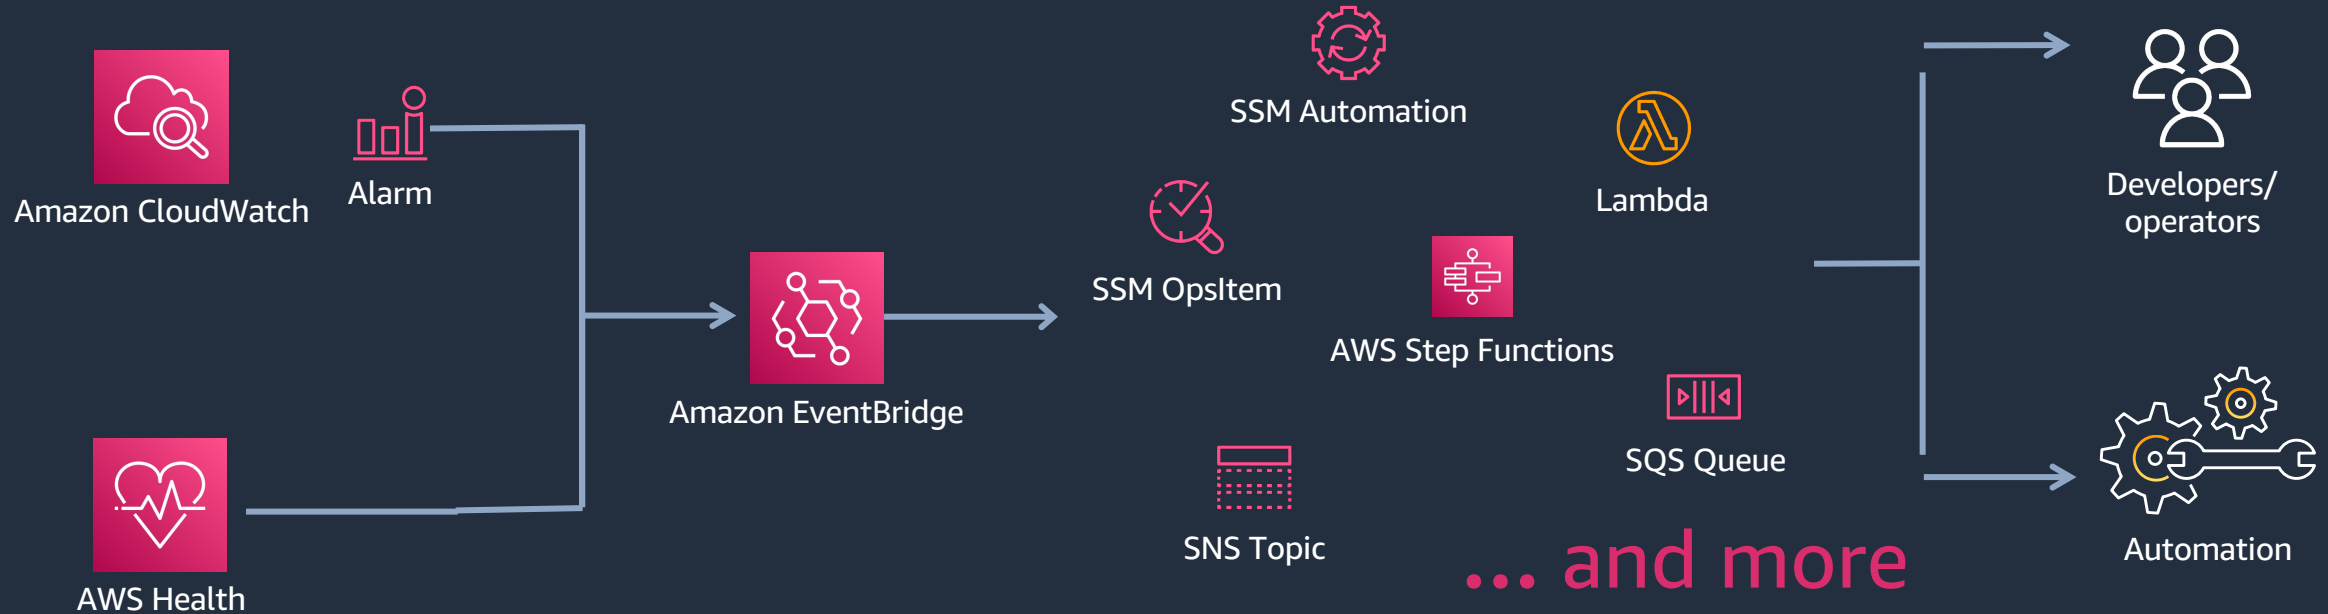 Amazon CloudWatch
Alarm
AWS Health
Amazon EventBridge
SSM Automation
Lambda
SSM OpsItem
AWS Step Functions
SQS Queue
SNS Topic
... and more
Developers/
operators
Automation